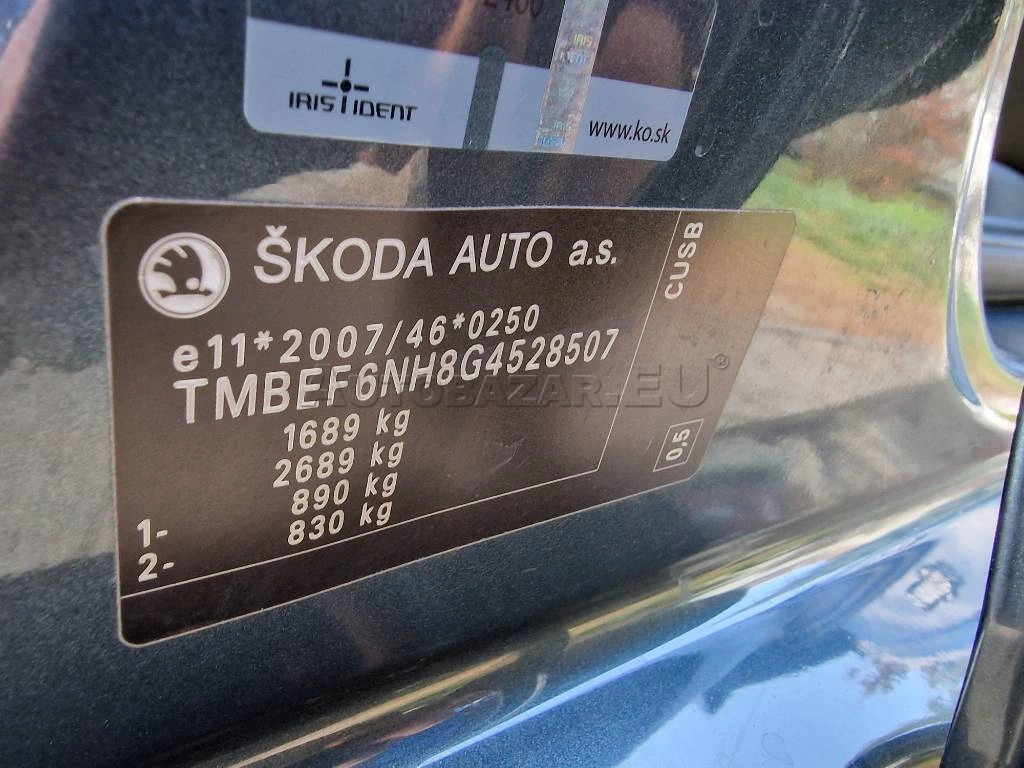 IRIS IDENT
www.ko.sk
ŠKODA AUTO a.s.
CUSB
e11*2007/46*0250
TMBEF6NH8G4528507
AUTOBAZAR.EU®
1689 kg
2689 kg
1- 890 kg
2- 830 kg
0.5